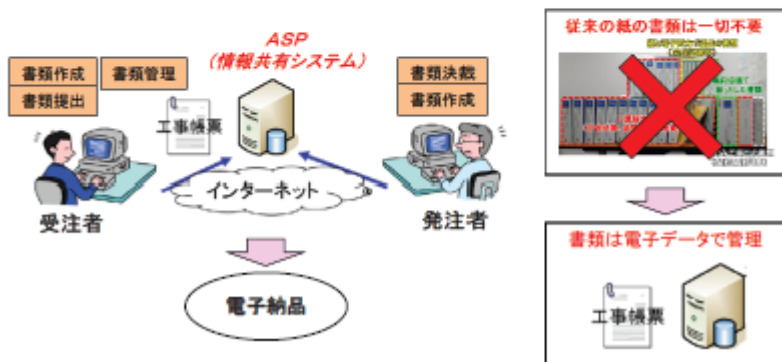 ASP
(情報共有システム)
書類作成
書類管理
書類提出
工事帳票
書類決裁
書類作成
インターネット
受注者
発注者
電子納品
従来の紙の書類は一切不要
書類は電子データで管理
工事帳票